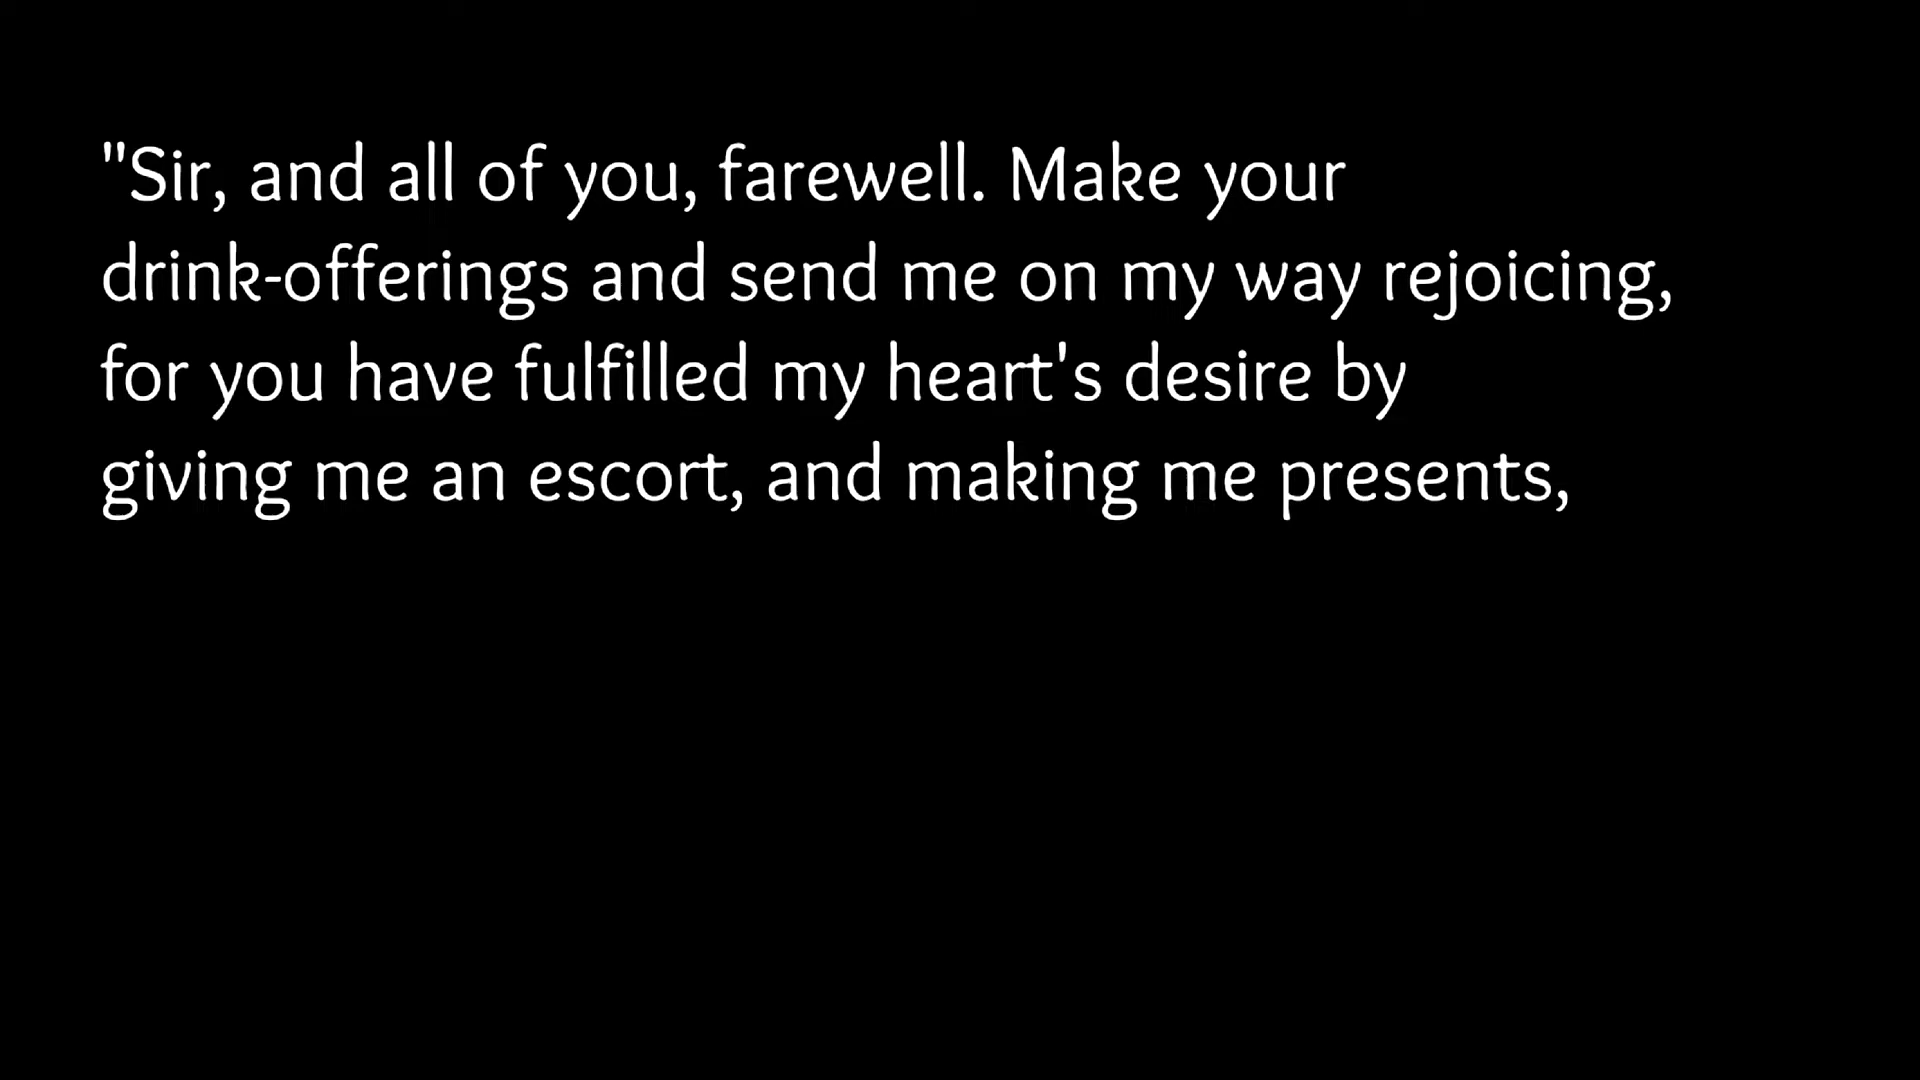 "Sir, and all of you, farewell. Make your
drink-offerings and send me on my way rejoicing,
for you have fulfilled my heart's desire by
giving me an escort, and making me presents,